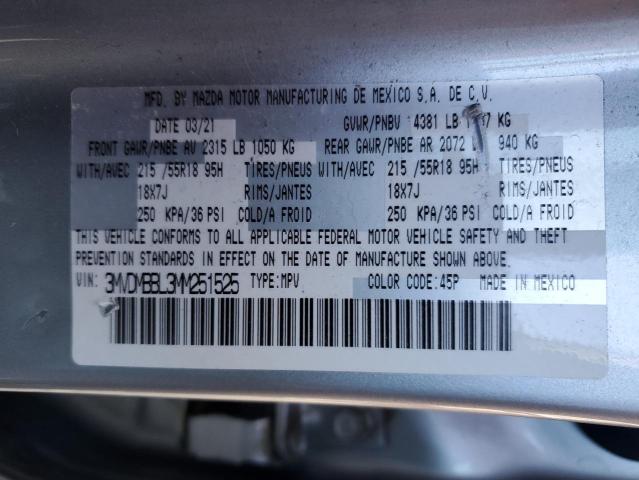 MFD. BY MAZDA MOTOR MANUFACTURING DE MEXICO S.A. DE C.V.
DATE 03/21 GVWR/PNBV 4381 LB KG
FRONT GAWR/PNBE AV 2315 LB 1050 KG REAR GAWR/PNBE AR 2072 940 KG
WITH/AVEC 215 /55R18 95H TIRES/PNEUS WITH/AVEC 215 /55R18 95H TIRES/PNEUS
18X7J RIMS/JANTES 18X7J RIMS/JANTES
250 KPA/36 PSI COLD/A FROID 250 KPA/36 PSI COLD/A FROID
THIS VEHICLE CONFORMS TO ALL APPLICABLE FEDERAL MOTOR VEHICLE SAFETY AND THEFT
PREVENTION STANDARDS IN EFFECT ON THE DATE OF MANUFACTURE SHOWN ABOVE.
VIN: 3MVDMBBL3MM251525 TYPE:MPV COLOR CODE:45P MADE IN MEXICO